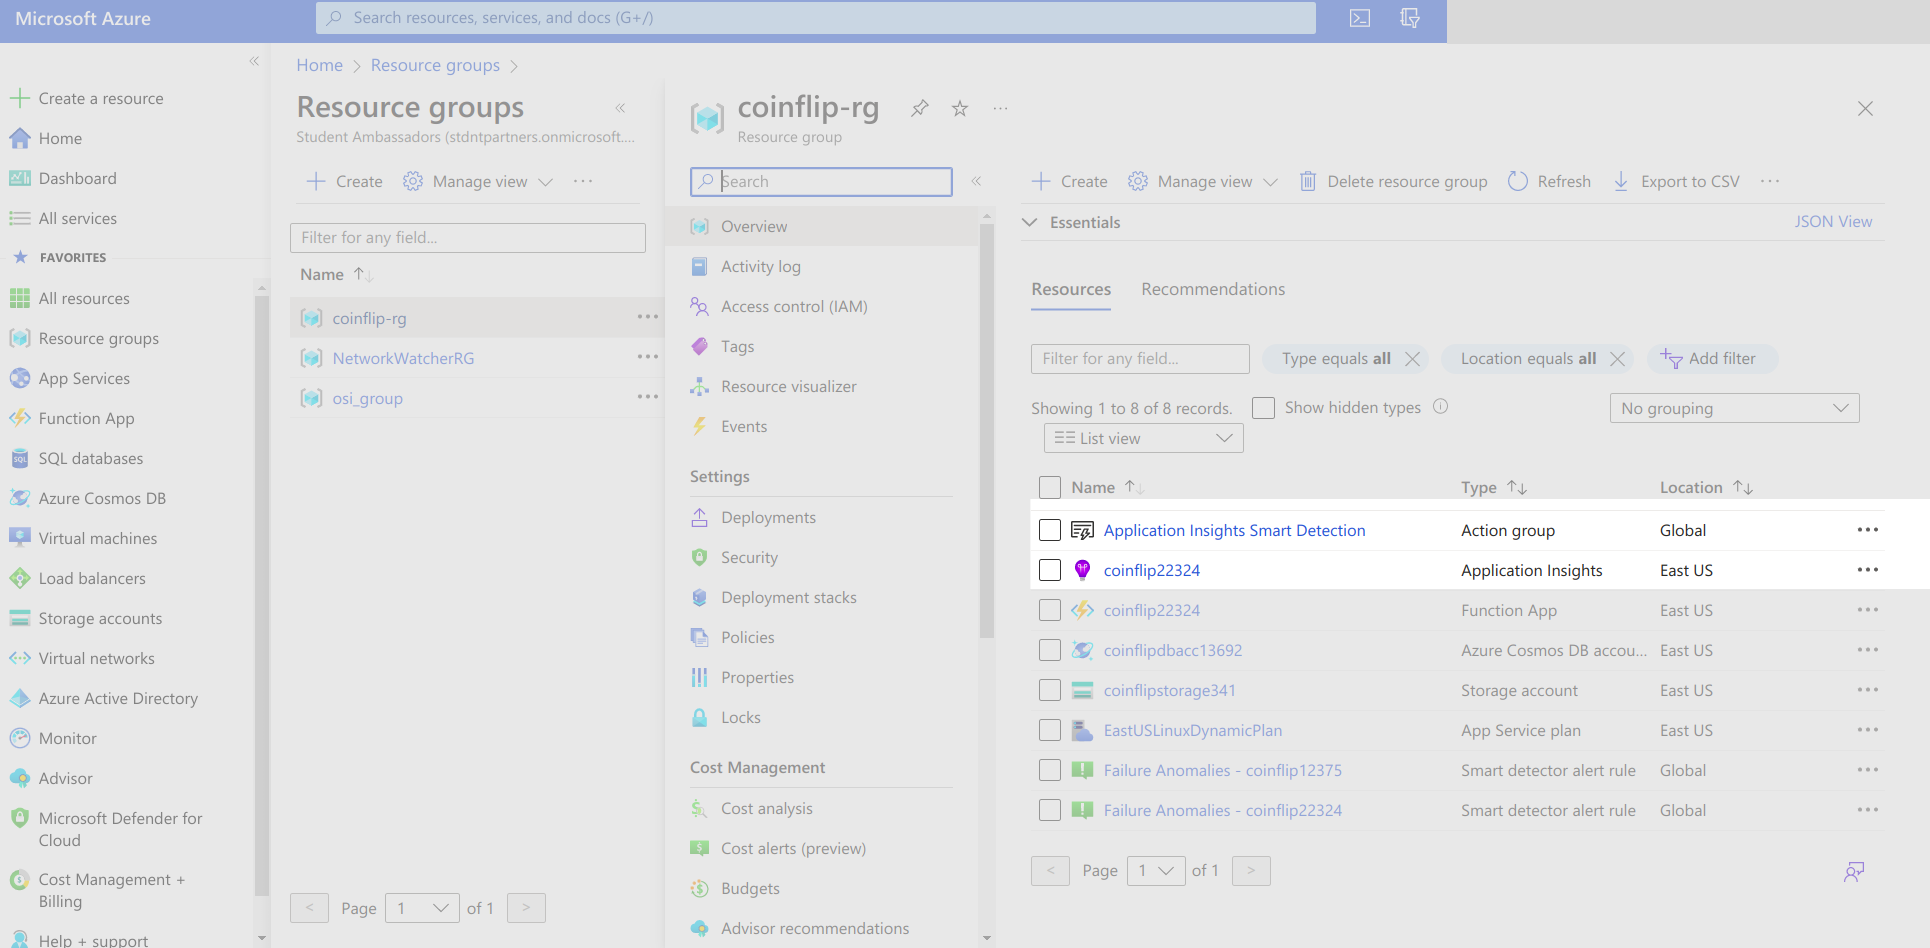 Microsoft Azure
Search resources, services, and docs (G+/)
Home > Resource groups >
Create a resource
Home
Dashboard
All services
FAVORITES
All resources
Resource groups
App Services
Function App
SQL databases
Azure Cosmos DB
Virtual machines
Load balancers
Storage accounts
Virtual networks
Azure Active Directory
Monitor
Advisor
Microsoft Defender for
Cloud
Cost Management +
Billing
Help + support
Resource groups
Student Ambassadors (stdntpartners.onmicrosoft....
Create Manage view ...
Filter for any field...
Name
coinflip-rg
NetworkWatcherRG
osi_group
< Page 1 of 1 >
coinflip-rg
Resource group
Search
Overview
Activity log
Access control (IAM)
Tags
Resource visualizer
Events
Settings
Deployments
Security
Deployment stacks
Policies
Properties
Locks
Cost Management
Cost analysis
Cost alerts (preview)
Budgets
Advisor recommendations
Create Manage view Delete resource group Refresh Export to CSV ...
Essentials JSON View
Resources Recommendations
Filter for any field... Type equals all Location equals all Add filter
Showing 1 to 8 of 8 records. Show hidden types No grouping
List view
Name Type Location
Application Insights Smart Detection Action group Global
coinflip22324 Application Insights East US
coinflip22324 Function App East US
coinflipdbacc13692 Azure Cosmos DB accou... East US
coinflipstorage341 Storage account East US
EastUSLinuxDynamicPlan App Service plan East US
Failure Anomalies - coinflip12375 Smart detector alert rule Global
Failure Anomalies - coinflip22324 Smart detector alert rule Global
< Page 1 of 1 >